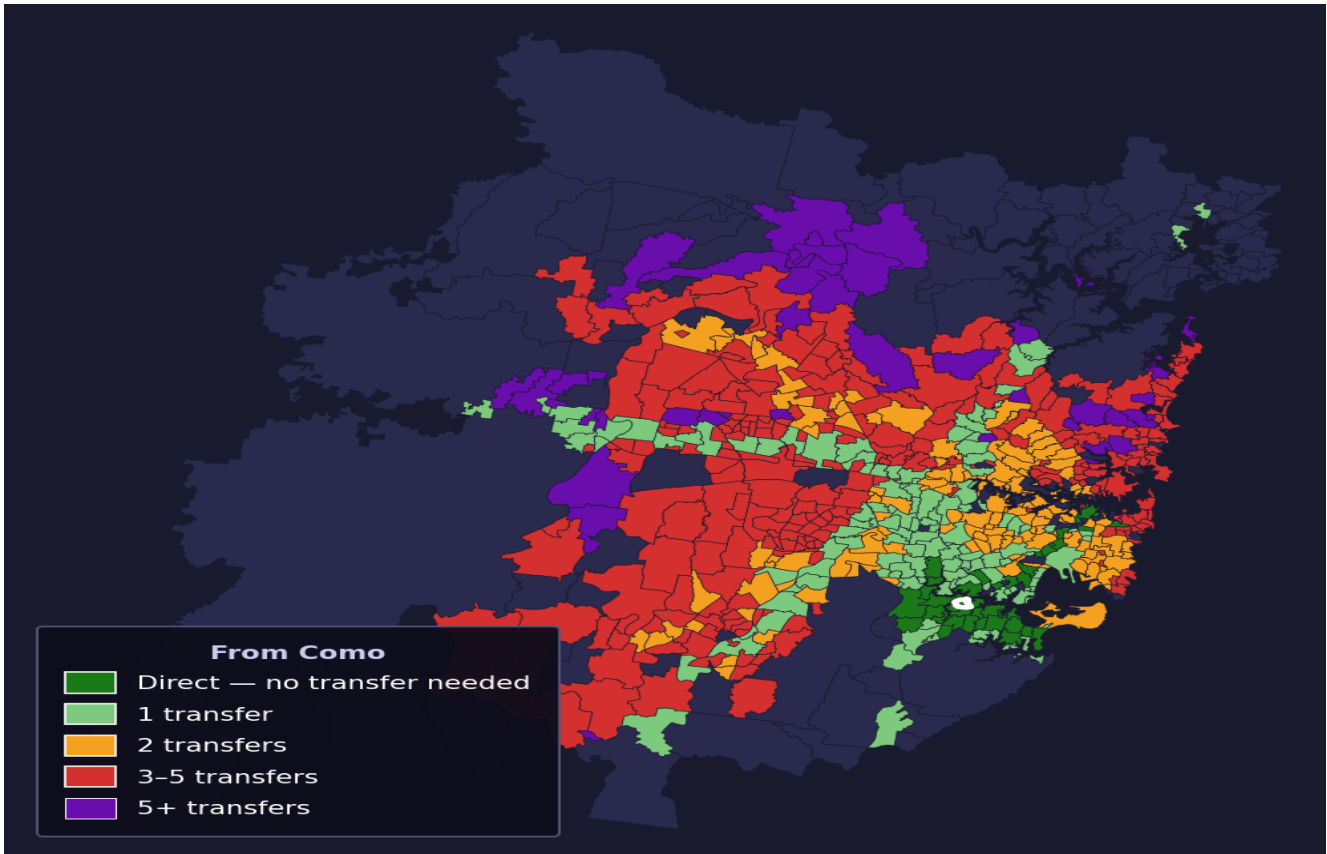 From Como
Direct — no transfer needed
1 transfer
2 transfers
3–5 transfers
5+ transfers